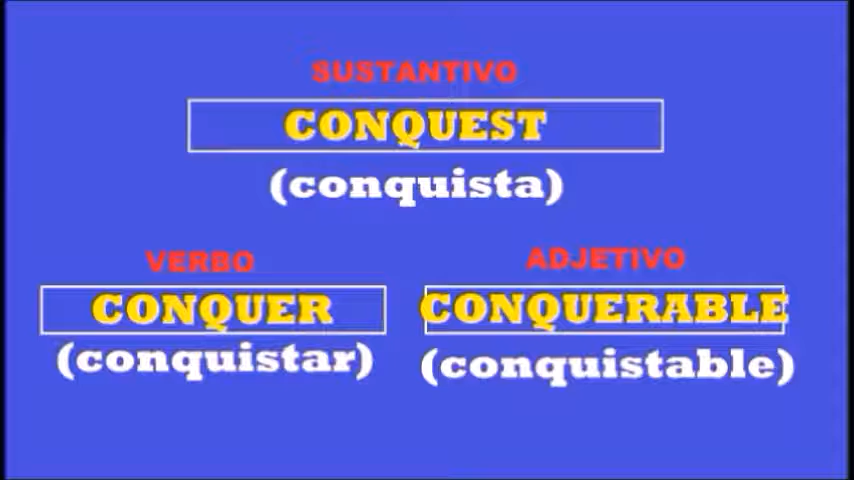 SUSTANTIVO
CONQUEST
(conquista)
VERBO
CONQUER
(conquistar)
ADJETIVO
CONQUERABLE
(conquistable)